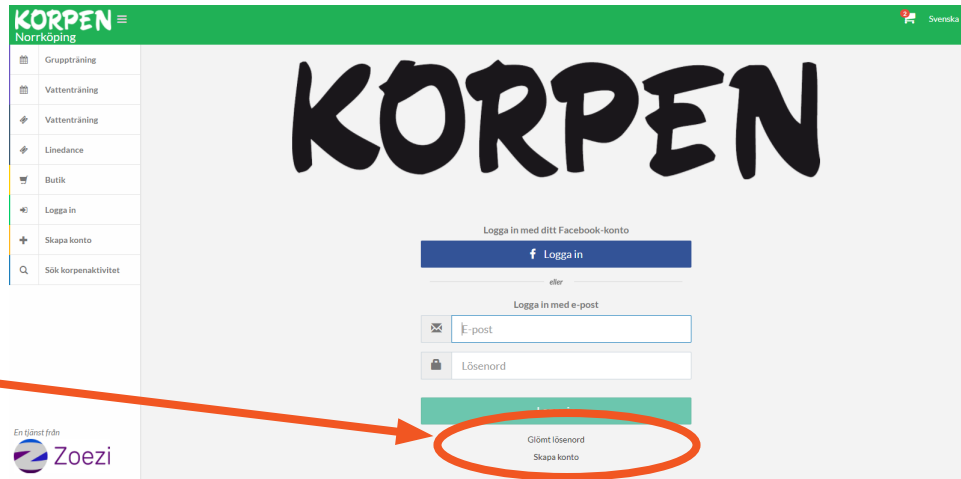 KORPEN
Norrköping
2
Svenska
Gruppträning
Vattenträning
Vattenträning
Linedance
Butik
Logga in
Skapa konto
Sök korpenaktivitet
En tjänst från
Zoezi
KORPEN
Logga in med ditt Facebook-konto
f Logga in
eller
Logga in med e-post
E-post
Lösenord
Glömt lösenord
Skapa konto